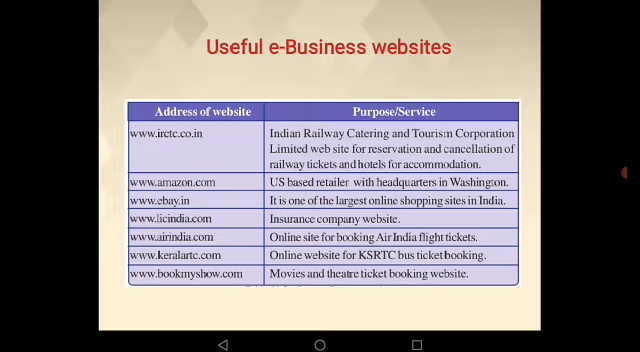 Useful e-Business websites
Address of website Purpose/Service
www.irctc.co.in Indian Railway Catering and Tourism Corporation
Limited web site for reservation and cancellation of
railway tickets and hotels for accommodation.
www.amazon.com US based retailer with headquarters in Washington.
www.ebay.in It is one of the largest online shopping sites in India.
www.licindia.com Insurance company website.
www.airindia.com Online site for booking Air India flight tickets.
www.keralartc.com Online website for KSRTC bus ticket booking.
www.bookmyshow.com Movies and theatre ticket booking website.